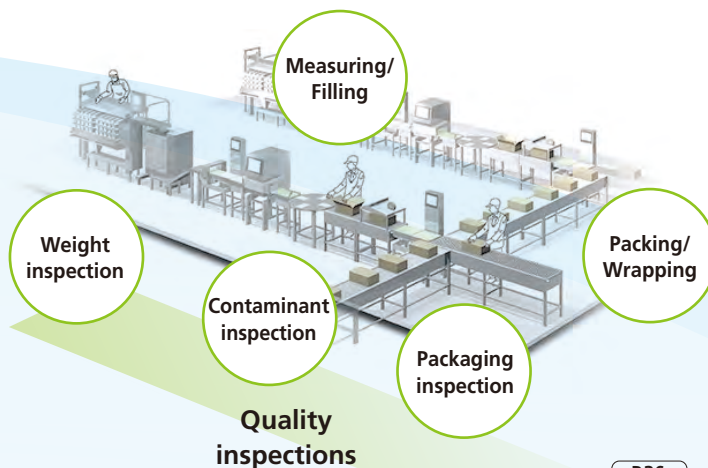 Measuring/
Filling
Weight
inspection
Contaminant
inspection
Packaging
inspection
Packing/
Wrapping
Quality
inspections